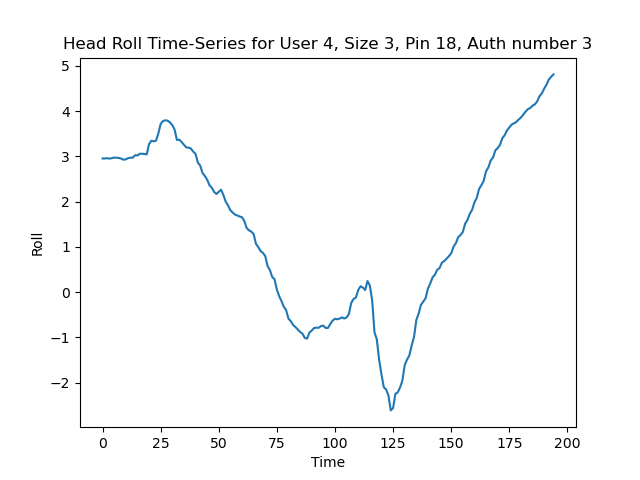 Head Roll Time-Series for User 4, Size 3, Pin 18, Auth number 3
5
4
3
2
1
0
−1
−2
Roll
0 25 50 75 100 125 150 175 200
Time